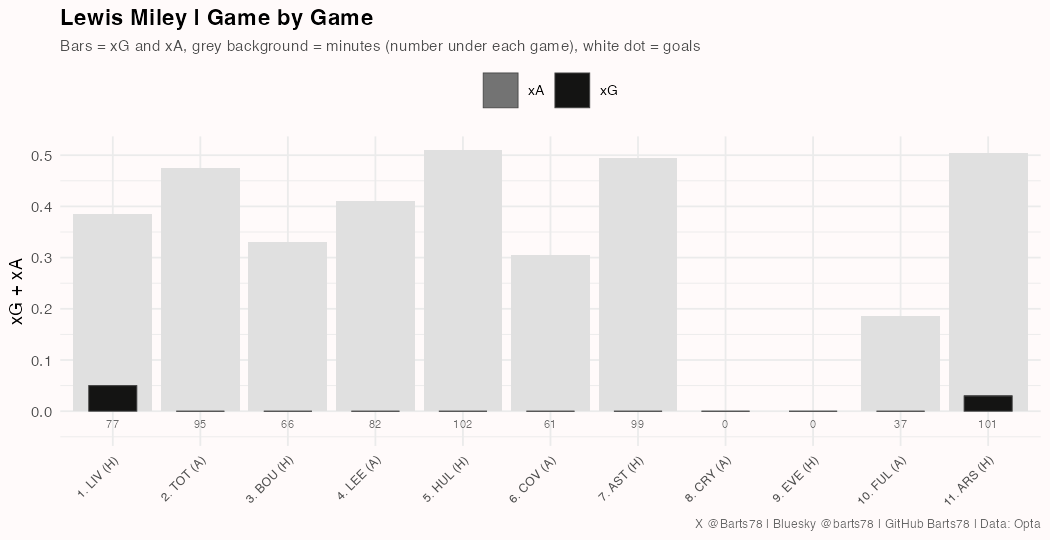 Lewis Miley | Game by Game
Bars = xG and xA, grey background = minutes (number under each game), white dot = goals
xA xG
xG + xA
0.5
0.4
0.3
0.2
0.1
0.0
77 95 66 82 102 61 99 0 0 37 101
1. LIV (H) 2. TOT (A) 3. BOU (H) 4. LEE (A) 5. HUL (H) 6. COV (A) 7. AST (H) 8. CRY (A) 9. EVE (H) 10. FUL (A) 11. ARS (H)
X @Barts78 | Bluesky @barts78 | GitHub Barts78 | Data: Opta